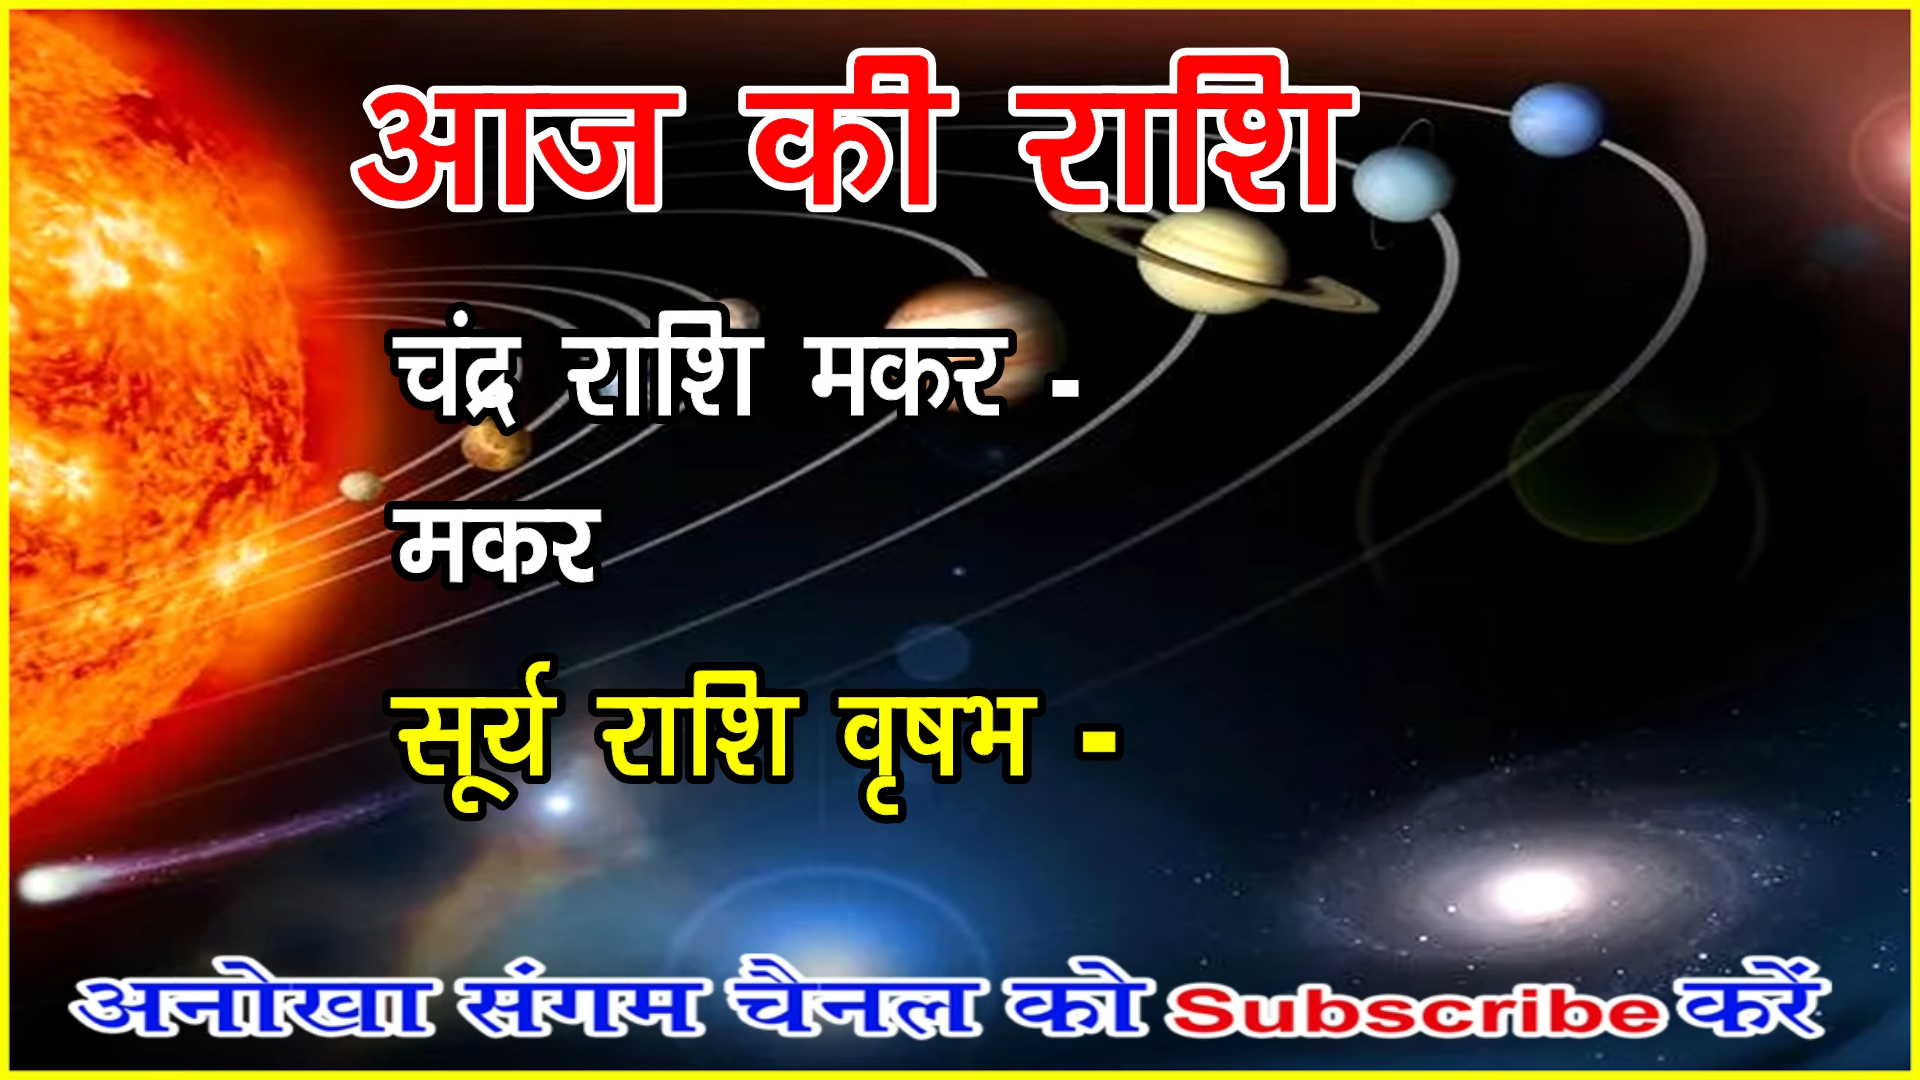 आज की राशि
चंद्र राशि मकर -
मकर
सूर्य राशि वृषभ -
अनोखा संगम चैनल को Subscribe करें